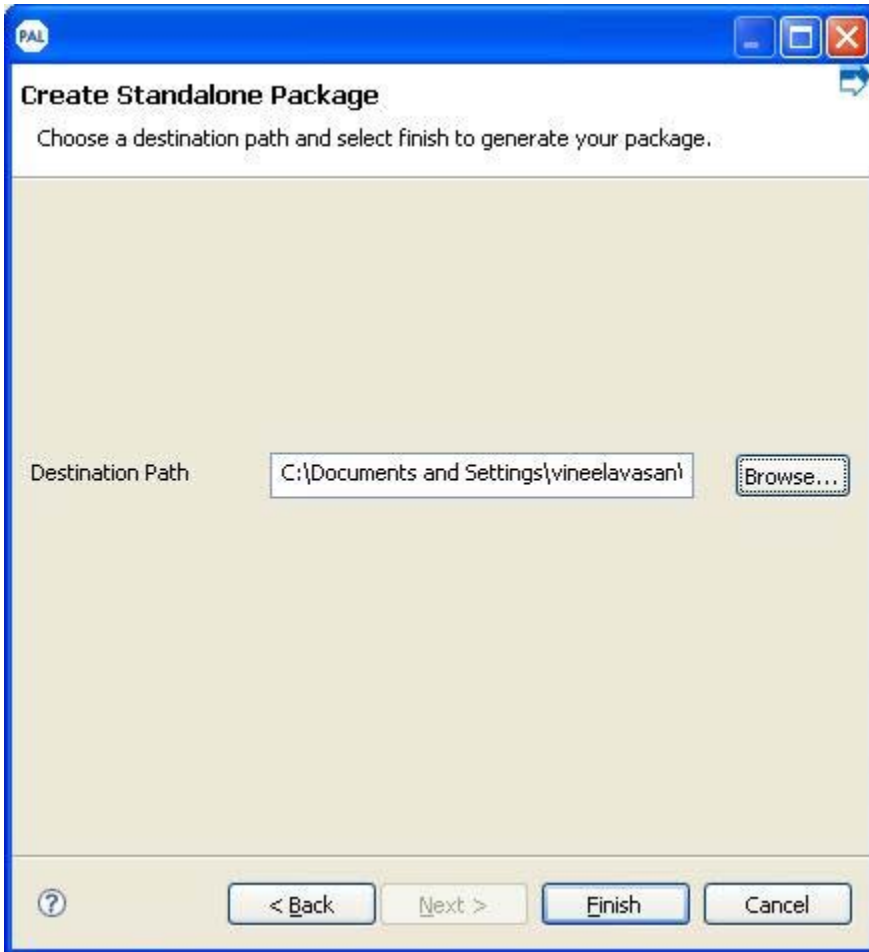 PAL
Create Standalone Package
Choose a destination path and select finish to generate your package.
Destination Path
C:\Documents and Settings\vineelavasan\
Browse...
?
< Back
Next >
Finish
Cancel